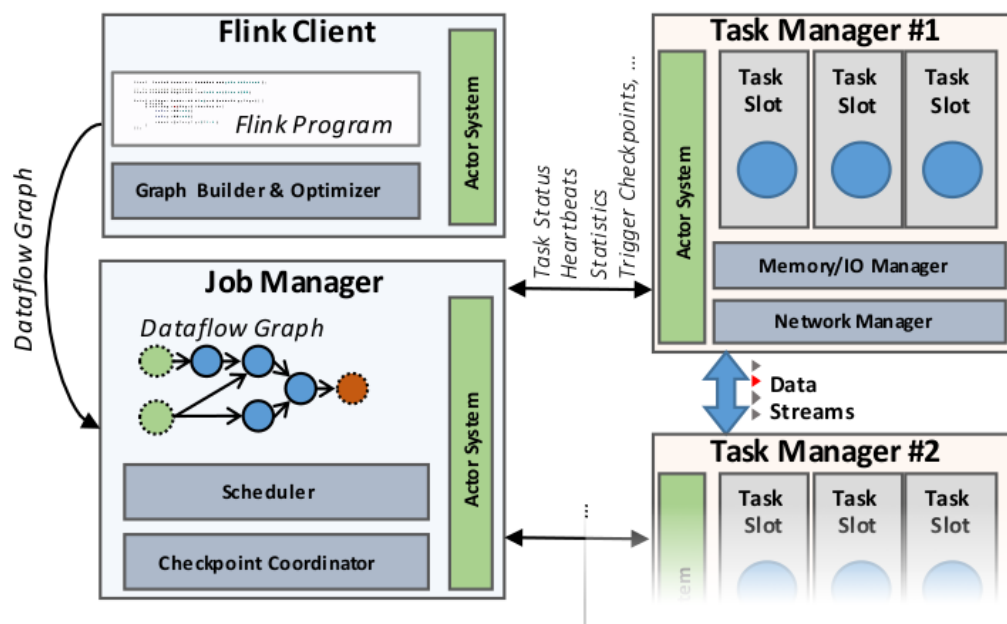 Flink Client
Flink Program
Graph Builder & Optimizer
Actor System
Dataflow Graph
Job Manager
Dataflow Graph
Scheduler
Checkpoint Coordinator
Actor System
Task Status
Heartbeats
Statistics
Trigger Checkpoints, ...
...
Task Manager #1
Actor System
Task
Slot
Task
Slot
Task
Slot
Memory/IO Manager
Network Manager
Data
Streams
Task Manager #2
Task
Slot
Task
Slot
Task
Slot